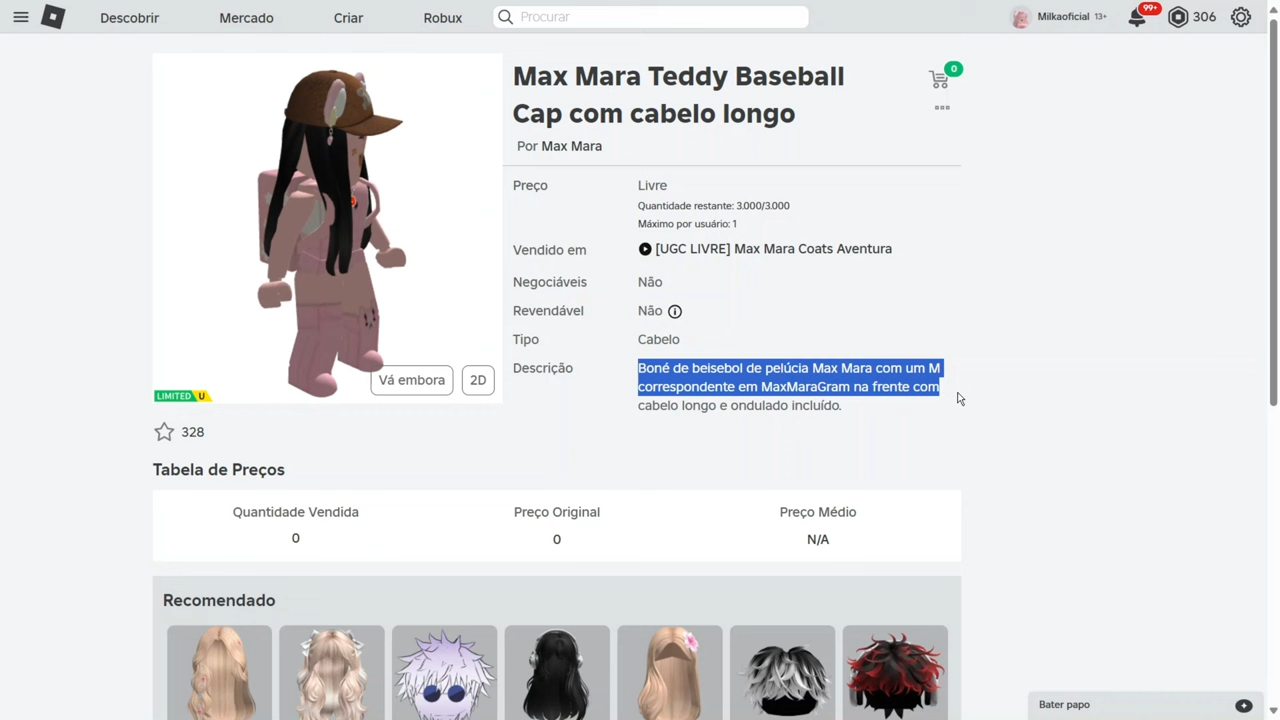 Descobrir
Mercado
Criar
Robux
Procurar
Milkaoficial 13+
99+
306
Max Mara Teddy Baseball
Cap com cabelo longo
0
Por Max Mara
Preço
Livre
Quantidade restante: 3.000/3.000
Máximo por usuário: 1
Vendido em
[UGC LIVRE] Max Mara Coats Aventura
Negociáveis
Não
Revendável
Não
Tipo
Cabelo
Descrição
Boné de beisebol de pelúcia Max Mara com um M
correspondente em MaxMaraGram na frente com
cabelo longo e ondulado incluído.
Vá embora
2D
LIMITED U
328
Tabela de Preços
Quantidade Vendida
0
Preço Original
0
Preço Médio
N/A
Recomendado
Bater papo